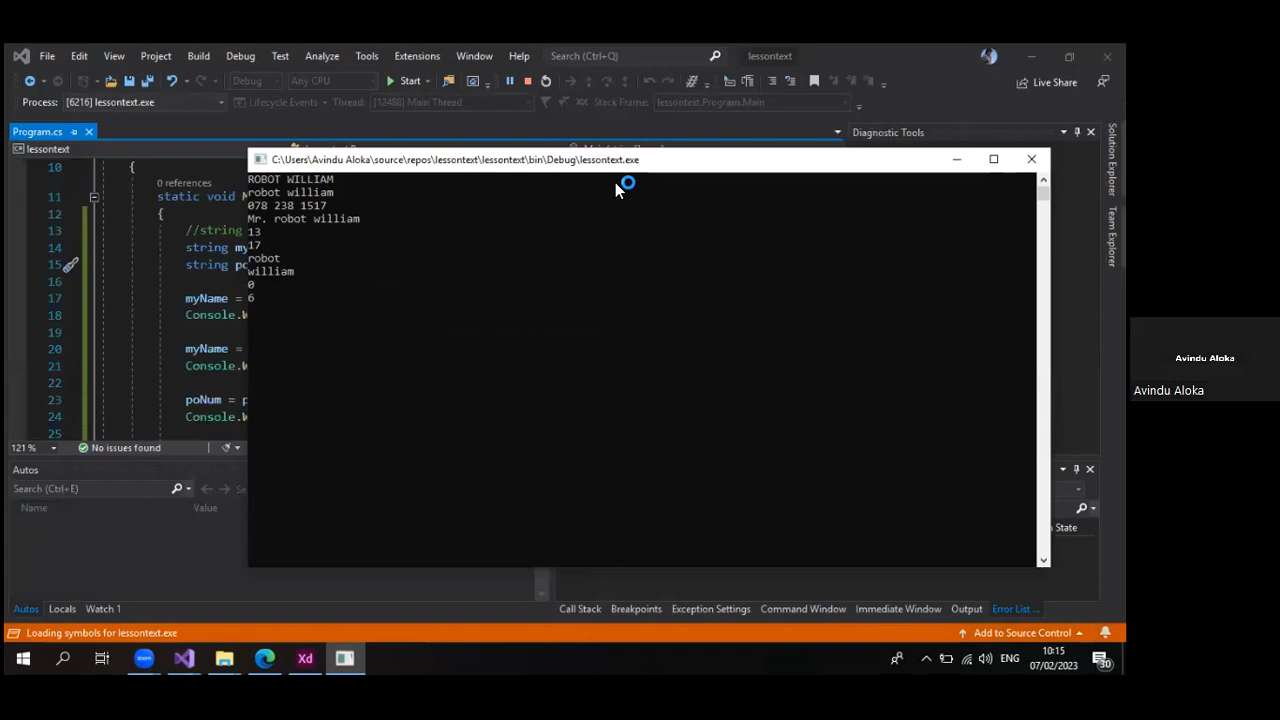 File Edit View Project Build Debug Test Analyze Tools Extensions Window Help Search (Ctrl+Q) lessontext
Debug Any CPU Start Live Share
Process: [6216] lessontext.exe Lifecycle Events Thread: [12488] Main Thread Stack Frame: lessontext.Program.Main
Program.cs Diagnostic Tools
lessontext
C:\Users\Avindu Aloka\source\repos\lessontext\lessontext\bin\Debug\lessontext.exe
ROBOT WILLIAM
robot william
078 238 1517
Mr. robot william
13
17
robot
william
0
6
10 {
0 references
11 static void M
12 {
13 //string
14 string my
15 string po
16
17 myName =
18 Console.W
19
20 myName =
21 Console.W
22
23 poNum = p
24 Console.W
25
Solution Explorer
Team Explorer
121 % No issues found
Autos
Search (Ctrl+E)
Name Value
n State
Autos Locals Watch 1
Call Stack Breakpoints Exception Settings Command Window Immediate Window Output Error List ...
Loading symbols for lessontext.exe Add to Source Control
zoom Xd ENG 10:15
07/02/2023 30
Avindu Aloka
Avindu Aloka